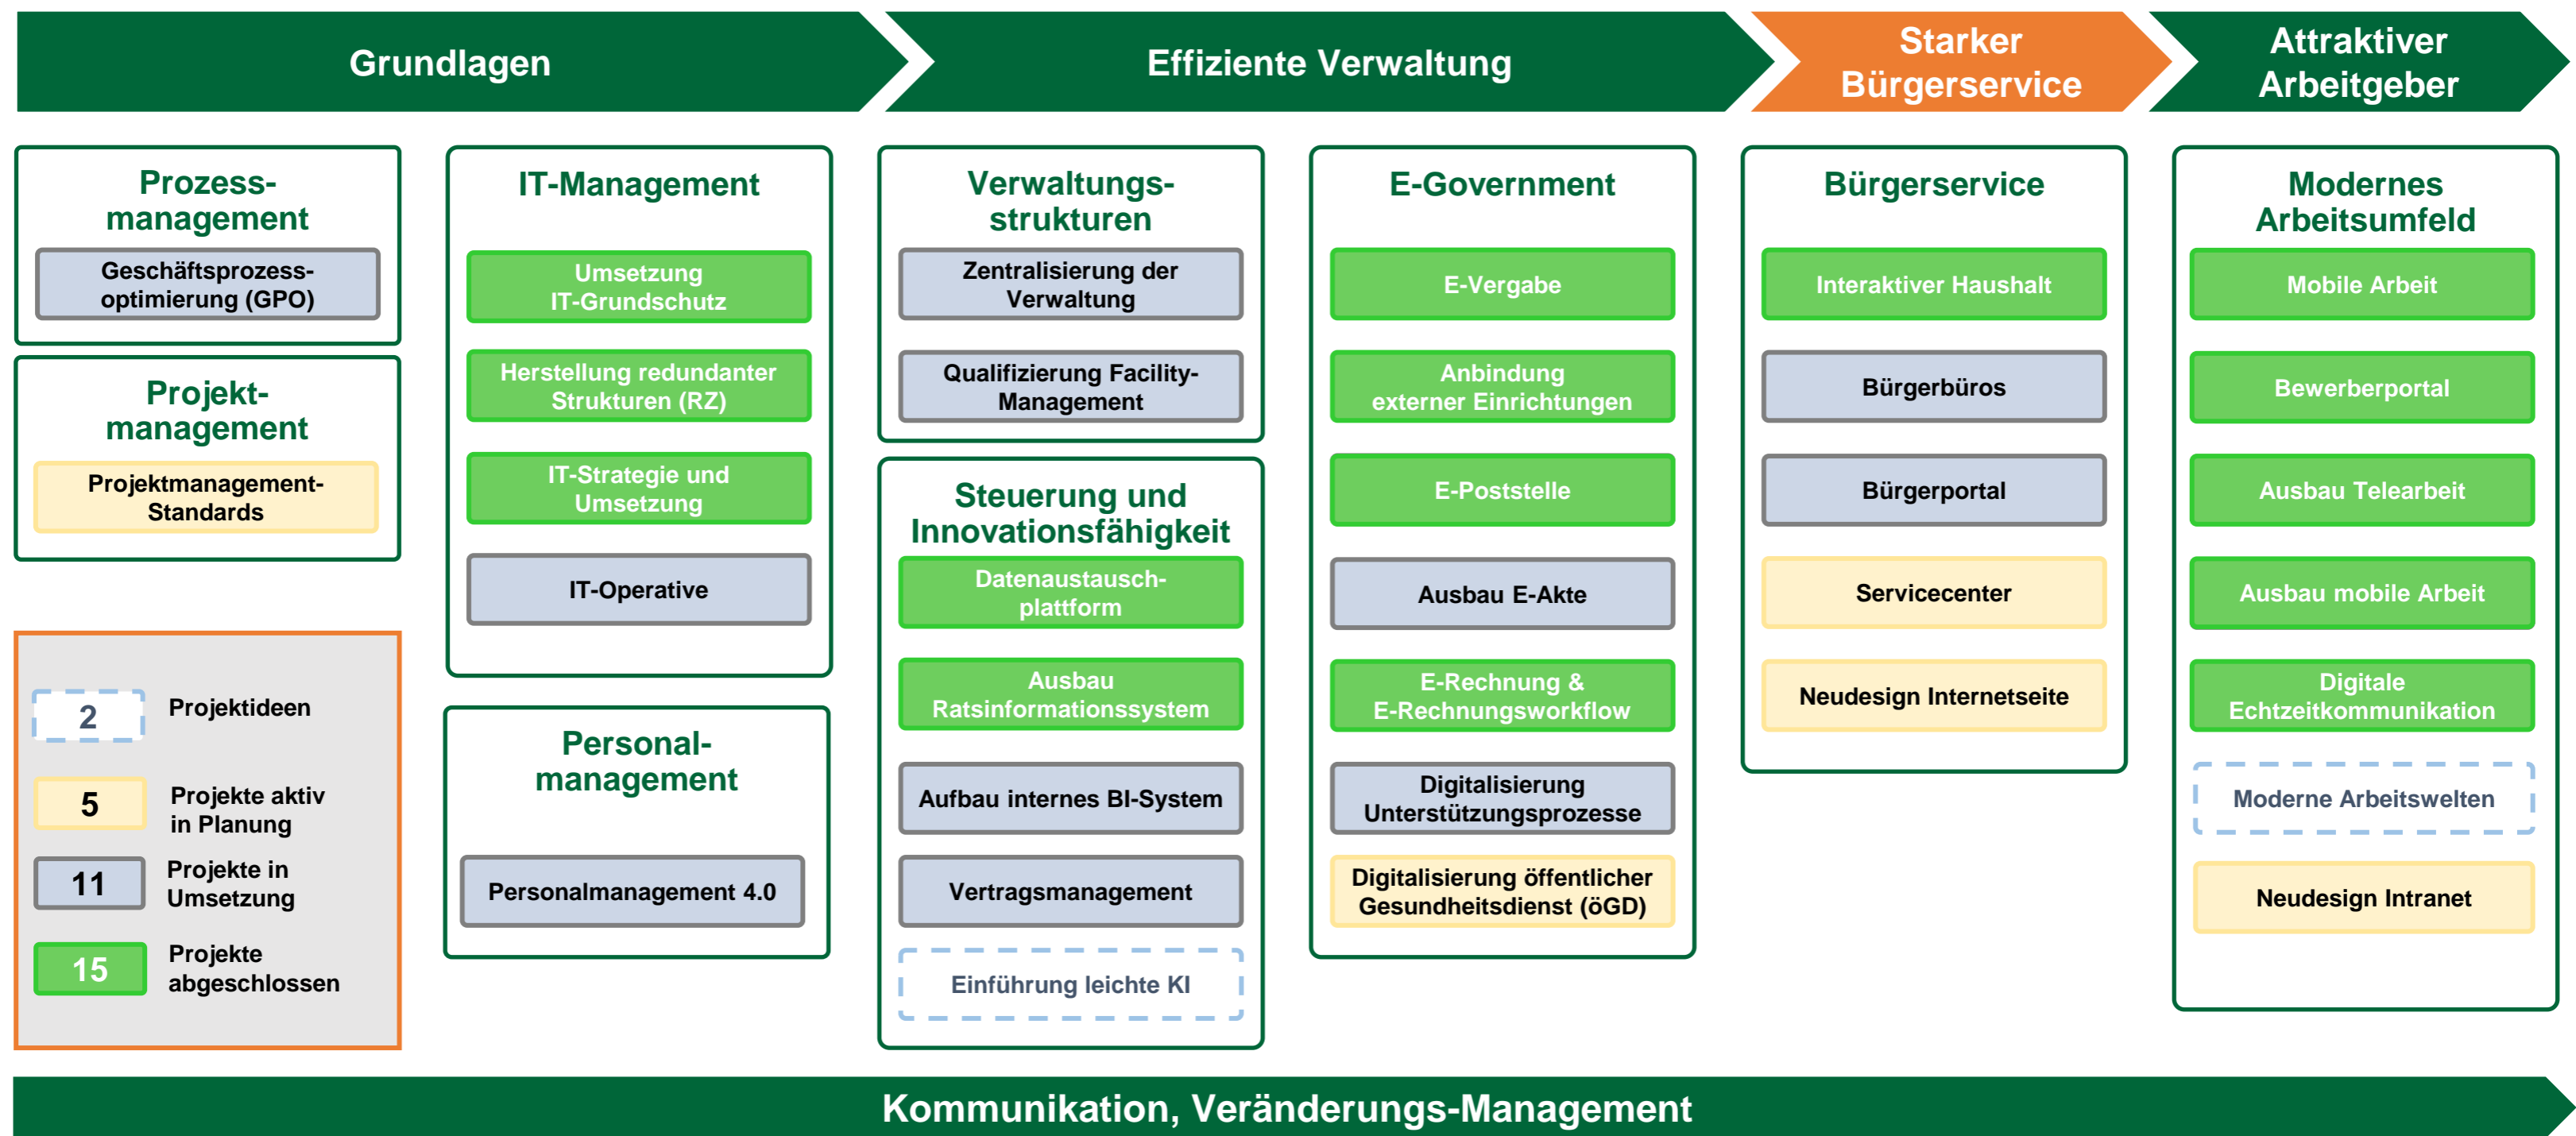 Grundlagen
Effiziente Verwaltung
Starker
Bürgerservice
Attraktiver
Arbeitgeber
Prozess-
management
Geschäftsprozess-
optimierung (GPO)
Projekt-
management
Projektmanagement-
Standards
2
Projektideen
5
Projekte aktiv
in Planung
11
Projekte in
Umsetzung
15
Projekte
abgeschlossen
IT-Management
Umsetzung
IT-Grundschutz
Herstellung redundanter
Strukturen (RZ)
IT-Strategie und
Umsetzung
IT-Operative
Personal-
management
Personalmanagement 4.0
Verwaltungs-
strukturen
Zentralisierung der
Verwaltung
Qualifizierung Facility-
Management
Steuerung und
Innovationsfähigkeit
Datenaustausch-
plattform
Ausbau
Ratsinformationssystem
Aufbau internes BI-System
Vertragsmanagement
Einführung leichte KI
E-Government
E-Vergabe
Anbindung
externer Einrichtungen
E-Poststelle
Ausbau E-Akte
E-Rechnung &
E-Rechnungsworkflow
Digitalisierung
Unterstützungsprozesse
Digitalisierung öffentlicher
Gesundheitsdienst (öGD)
Bürgerservice
Interaktiver Haushalt
Bürgerbüros
Bürgerportal
Servicecenter
Neudesign Internetseite
Modernes
Arbeitsumfeld
Mobile Arbeit
Bewerberportal
Ausbau Telearbeit
Ausbau mobile Arbeit
Digitale
Echtzeitkommunikation
Moderne Arbeitswelten
Neudesign Intranet
Kommunikation, Veränderungs-Management